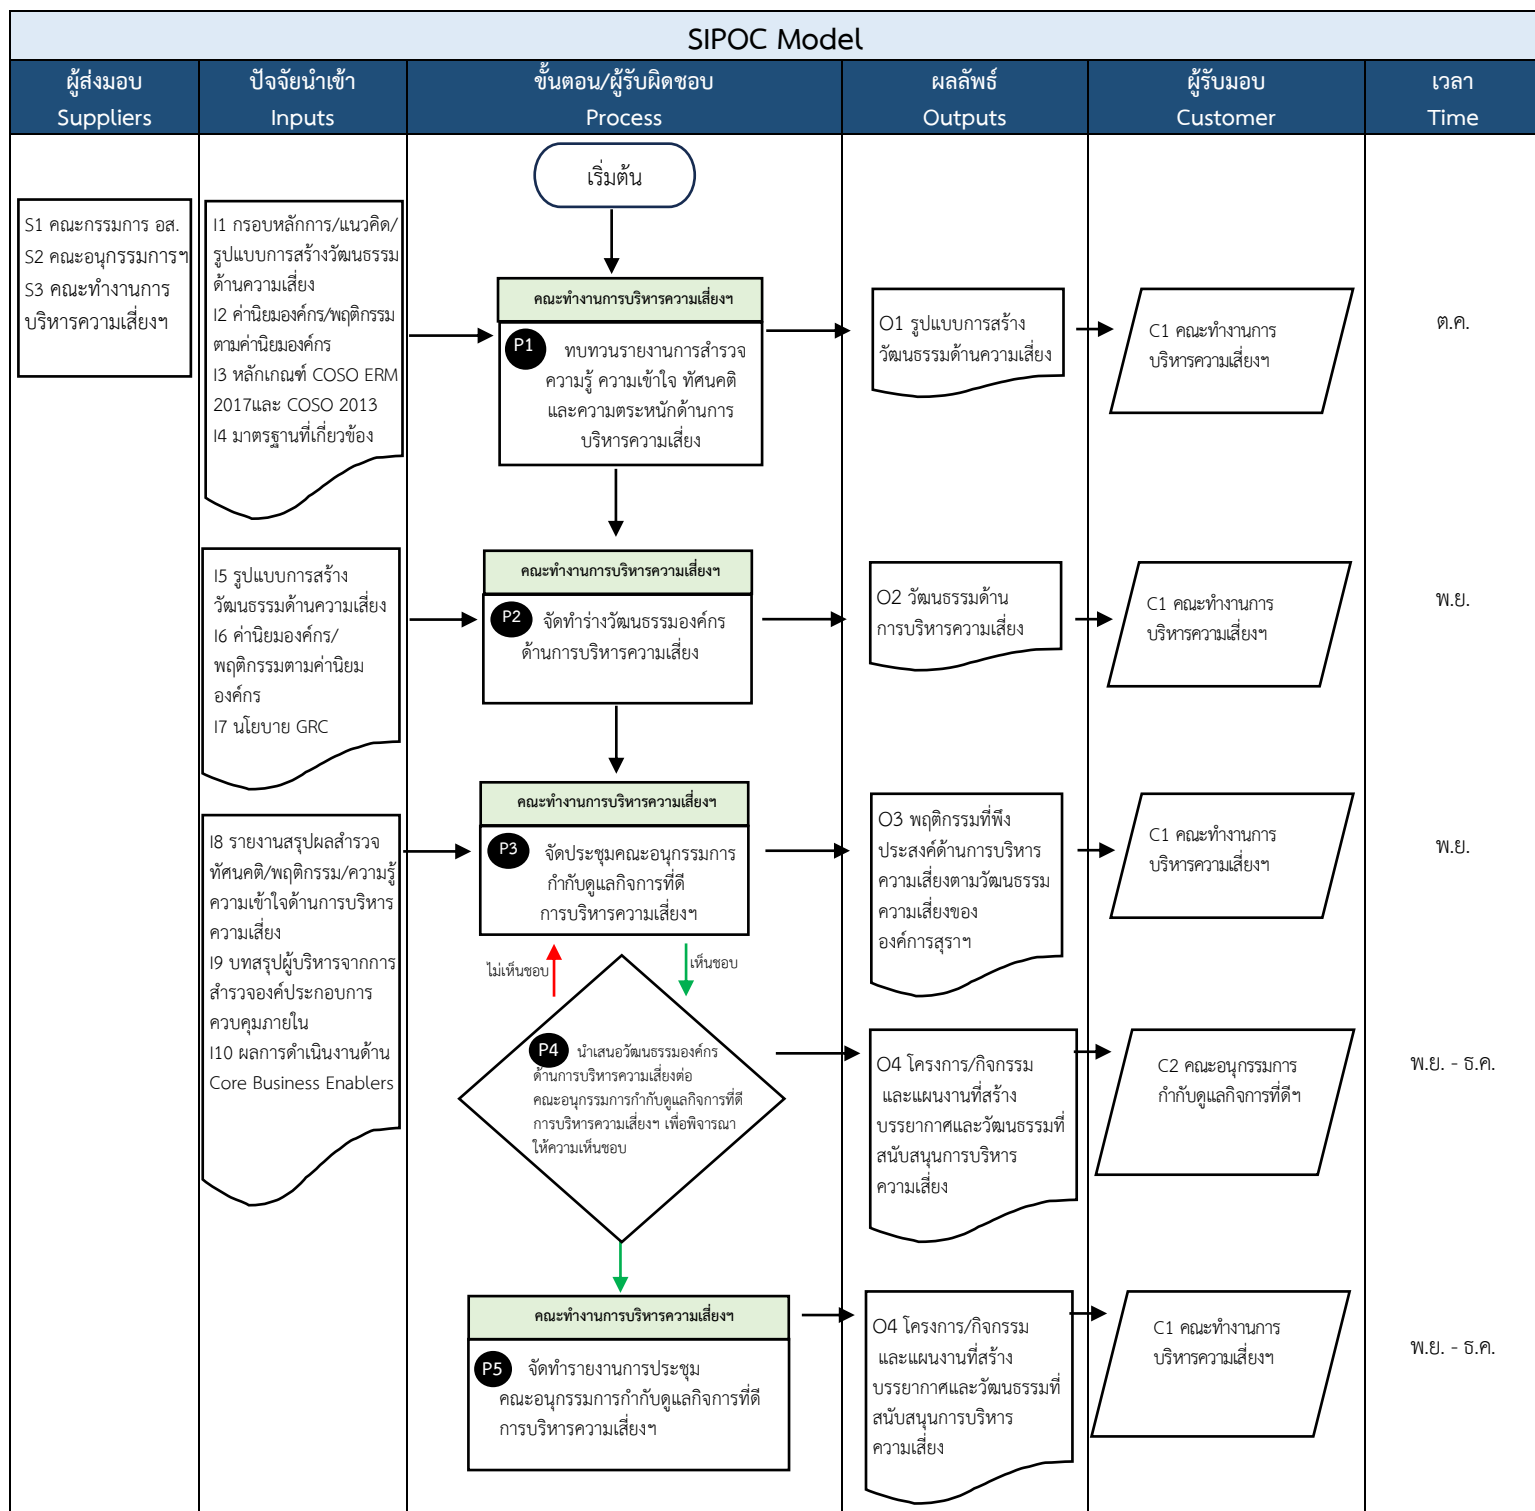 SIPOC Model
ผู้ส่งมอบ
Suppliers
ปัจจัยนำเข้า
Inputs
ขั้นตอน/ผู้รับผิดชอบ
Process
ผลลัพธ์
Outputs
ผู้รับมอบ
Customer
เวลา
Time
เริ่มต้น
S1 คณะกรรมการ อส.
S2 คณะอนุกรรมการฯ
S3 คณะทำงานการ
บริหารความเสี่ยงฯ
I1 กรอบหลักการ/แนวคิด/
รูปแบบการสร้างวัฒนธรรม
ด้านความเสี่ยง
I2 ค่านิยมองค์กร/พฤติกรรม
ตามค่านิยมองค์กร
I3 หลักเกณฑ์ COSO ERM
2017และ COSO 2013
I4 มาตรฐานที่เกี่ยวข้อง
คณะทำงานการบริหารความเสี่ยงฯ
P1 ทบทวนรายงานการสำรวจ
ความรู้ ความเข้าใจ ทัศนคติ
และความตระหนักด้านการ
บริหารความเสี่ยง
O1 รูปแบบการสร้าง
วัฒนธรรมด้านความเสี่ยง
C1 คณะทำงานการ
บริหารความเสี่ยงฯ
ต.ค.
I5 รูปแบบการสร้าง
วัฒนธรรมด้านความเสี่ยง
I6 ค่านิยมองค์กร/
พฤติกรรมตามค่านิยม
องค์กร
I7 นโยบาย GRC
คณะทำงานการบริหารความเสี่ยงฯ
P2 จัดทำร่างวัฒนธรรมองค์กร
ด้านการบริหารความเสี่ยง
O2 วัฒนธรรมด้าน
การบริหารความเสี่ยง
C1 คณะทำงานการ
บริหารความเสี่ยงฯ
พ.ย.
I8 รายงานสรุปผลสำรวจ
ทัศนคติ/พฤติกรรม/ความรู้
ความเข้าใจด้านการบริหาร
ความเสี่ยง
I9 บทสรุปผู้บริหารจากการ
สำรวจองค์ประกอบการ
ควบคุมภายใน
I10 ผลการดำเนินงานด้าน
Core Business Enablers
คณะทำงานการบริหารความเสี่ยงฯ
P3 จัดประชุมคณะอนุกรรมการ
กำกับดูแลกิจการที่ดี
การบริหารความเสี่ยงฯ
O3 พฤติกรรมที่พึง
ประสงค์ด้านการบริหาร
ความเสี่ยงตามวัฒนธรรม
ความเสี่ยงของ
องค์การสุราฯ
C1 คณะทำงานการ
บริหารความเสี่ยงฯ
พ.ย.
ไม่เห็นชอบ
เห็นชอบ
P4 นำเสนอวัฒนธรรมองค์กร
ด้านการบริหารความเสี่ยงต่อ
คณะอนุกรรมการกำกับดูแลกิจการที่ดี
การบริหารความเสี่ยงฯ เพื่อพิจารณา
ให้ความเห็นชอบ
O4 โครงการ/กิจกรรม
และแผนงานที่สร้าง
บรรยากาศและวัฒนธรรมที่
สนับสนุนการบริหาร
ความเสี่ยง
C2 คณะอนุกรรมการ
กำกับดูแลกิจการที่ดีฯ
พ.ย. - ธ.ค.
คณะทำงานการบริหารความเสี่ยงฯ
P5 จัดทำรายงานการประชุม
คณะอนุกรรมการกำกับดูแลกิจการที่ดี
การบริหารความเสี่ยงฯ
O4 โครงการ/กิจกรรม
และแผนงานที่สร้าง
บรรยากาศและวัฒนธรรมที่
สนับสนุนการบริหาร
ความเสี่ยง
C1 คณะทำงานการ
บริหารความเสี่ยงฯ
พ.ย. - ธ.ค.